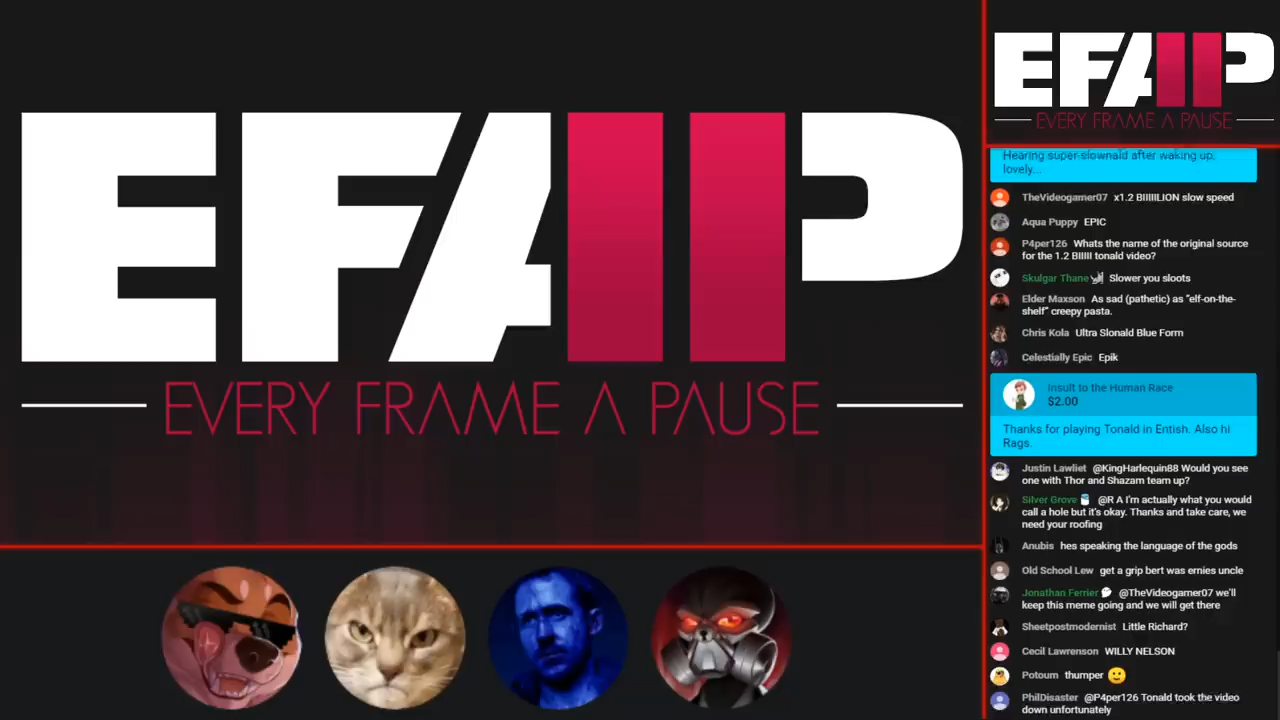 EFAP
EVERY FRAME A PAUSE
EFAP
EVERY FRAME A PAUSE
Hearing super-slownald after waking up,
lovely...
TheVideogamer07 x1.2 BIIIIILION slow speed
Aqua Puppy EPIC
P4per126 Whats the name of the original source
for the 1.2 BIIIII tonald video?
Skulgar Thane Slower you sloots
Elder Maxson As sad (pathetic) as "elf-on-the-
shelf" creepy pasta.
Chris Kola Ultra Slonald Blue Form
Celestially Epic Epik
Insult to the Human Race
$2.00
Thanks for playing Tonald in Entish. Also hi
Rags.
Justin Lawliet @KingHarlequin88 Would you see
one with Thor and Shazam team up?
Silver Grove @R A I'm actually what you would
call a hole but it's okay. Thanks and take care, we
need your roofing
Anubis hes speaking the language of the gods
Old School Lew get a grip bert was ernies uncle
Jonathan Ferrier @TheVideogamer07 we'll
keep this meme going and we will get there
Sheetpostmodernist Little Richard?
Cecil Lawrenson WILLY NELSON
Potoum thumper 🙂
PhilDisaster @P4per126 Tonald took the video
down unfortunately